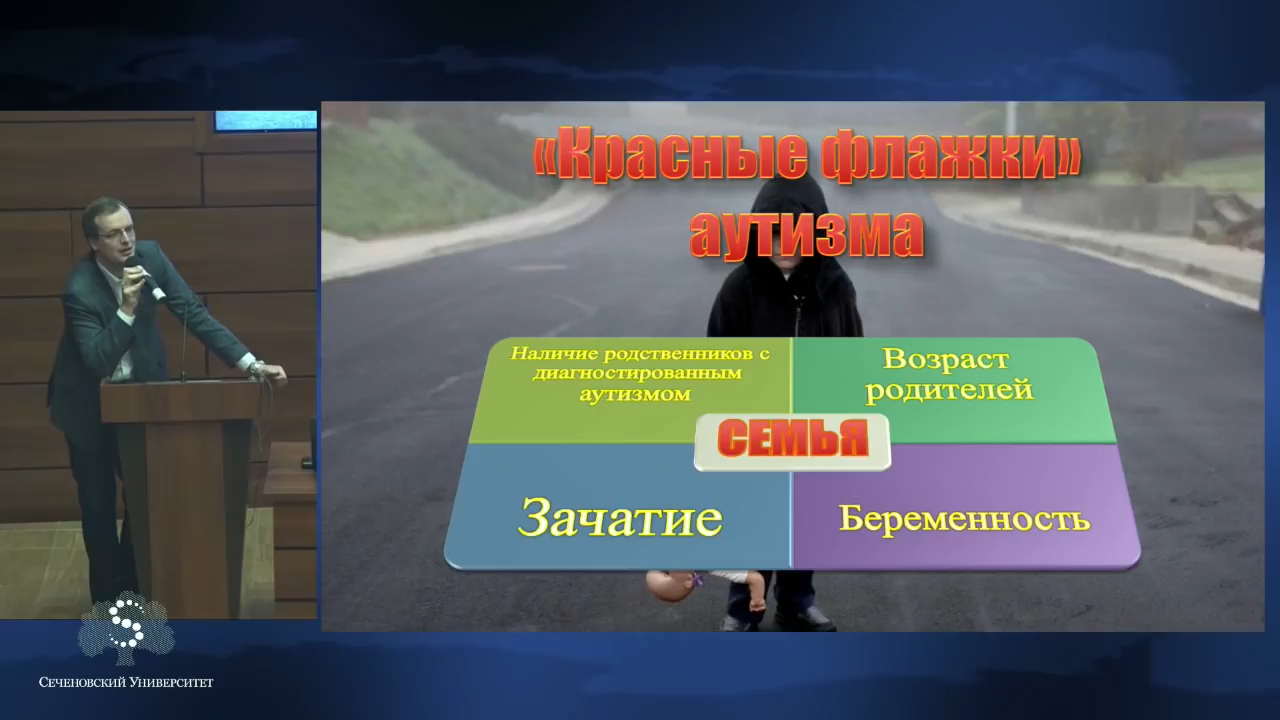 «Красные флажки»
аутизма
Наличие родственников с
диагностированным
аутизмом
Возраст
родителей
СЕМЬЯ
Зачатие
Беременность
Сеченовский Университет